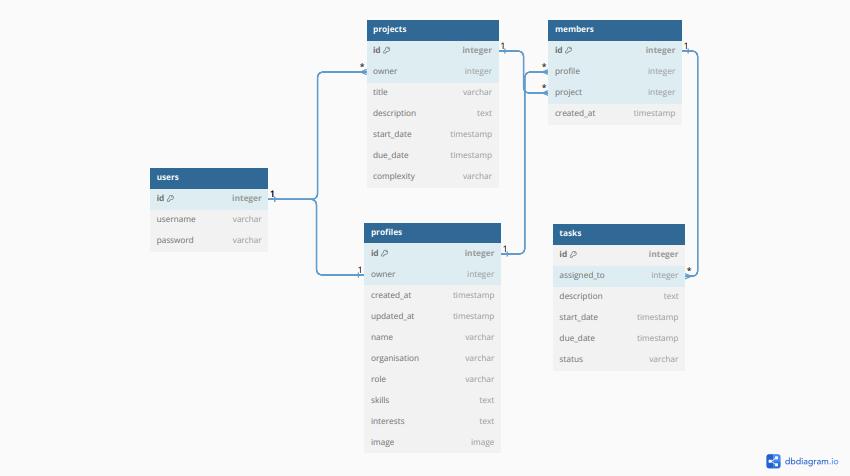 projects
id integer
owner integer
title varchar
description text
start_date timestamp
due_date timestamp
complexity varchar
members
id integer
profile integer
project integer
created_at timestamp
users
id integer
username varchar
password varchar
profiles
id integer
owner integer
created_at timestamp
updated_at timestamp
name varchar
organisation varchar
role varchar
skills text
interests text
image image
tasks
id integer
assigned_to integer
description text
start_date timestamp
due_date timestamp
status varchar
1
*
1
1
1
*
*
1
1
*
dbdiagram.io